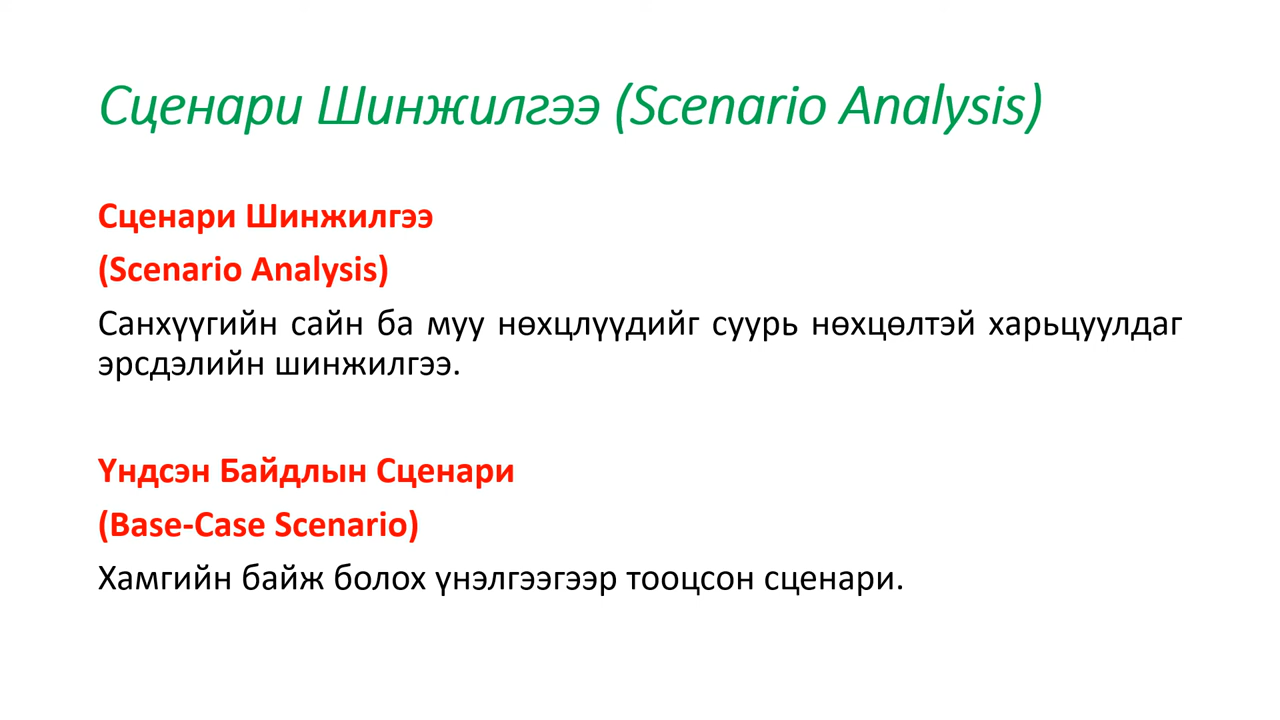 Сценари Шинжилгээ (Scenario Analysis)
Сценари Шинжилгээ
(Scenario Analysis)
Санхүүгийн сайн ба муу нөхцлүүдийг суурь нөхцөлтэй харьцуулдаг
эрсдэлийн шинжилгээ.
Үндсэн Байдлын Сценари
(Base-Case Scenario)
Хамгийн байж болох үнэлгээгээр тооцсон сценари.